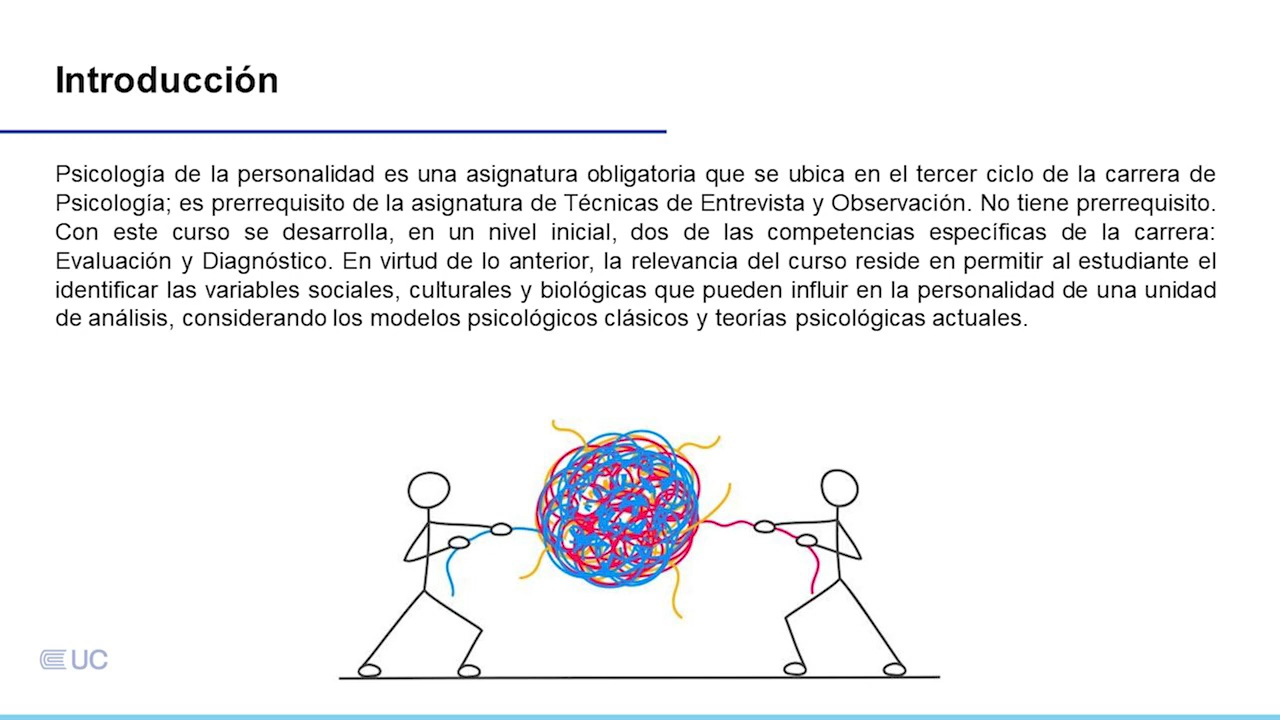 Introducción
Psicología de la personalidad es una asignatura obligatoria que se ubica en el tercer ciclo de la carrera de
Psicología; es prerrequisito de la asignatura de Técnicas de Entrevista y Observación. No tiene prerrequisito.
Con este curso se desarrolla, en un nivel inicial, dos de las competencias específicas de la carrera:
Evaluación y Diagnóstico. En virtud de lo anterior, la relevancia del curso reside en permitir al estudiante el
identificar las variables sociales, culturales y biológicas que pueden influir en la personalidad de una unidad
de análisis, considerando los modelos psicológicos clásicos y teorías psicológicas actuales.
UC